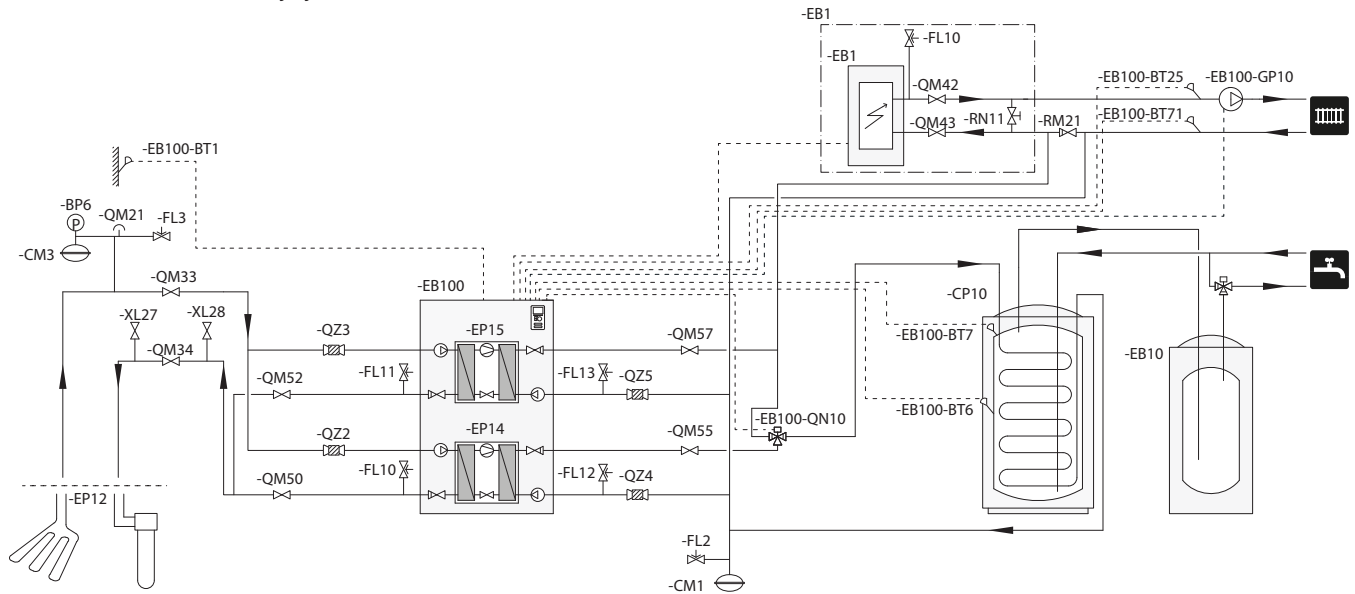 -EB1
-FL10
-EB1
-QM42
-EB100-BT25
-EB100-GP10
-QM43
-RN11
-RM21
-EB100-BT71
-EB100-BT1
-BP6
-QM21
-FL3
P
-CM3
-QM33
-EB100
-XL27
-XL28
-CP10
-QZ3
-EP15
-QM57
-QM34
-EB100-BT7
-EB10
-QM52
-FL11
-FL13
-QZ5
-EB100-BT6
-EB100-QN10
-QZ2
-EP14
-QM55
-QM50
-FL10
-FL12
-QZ4
-EP12
-FL2
-CM1